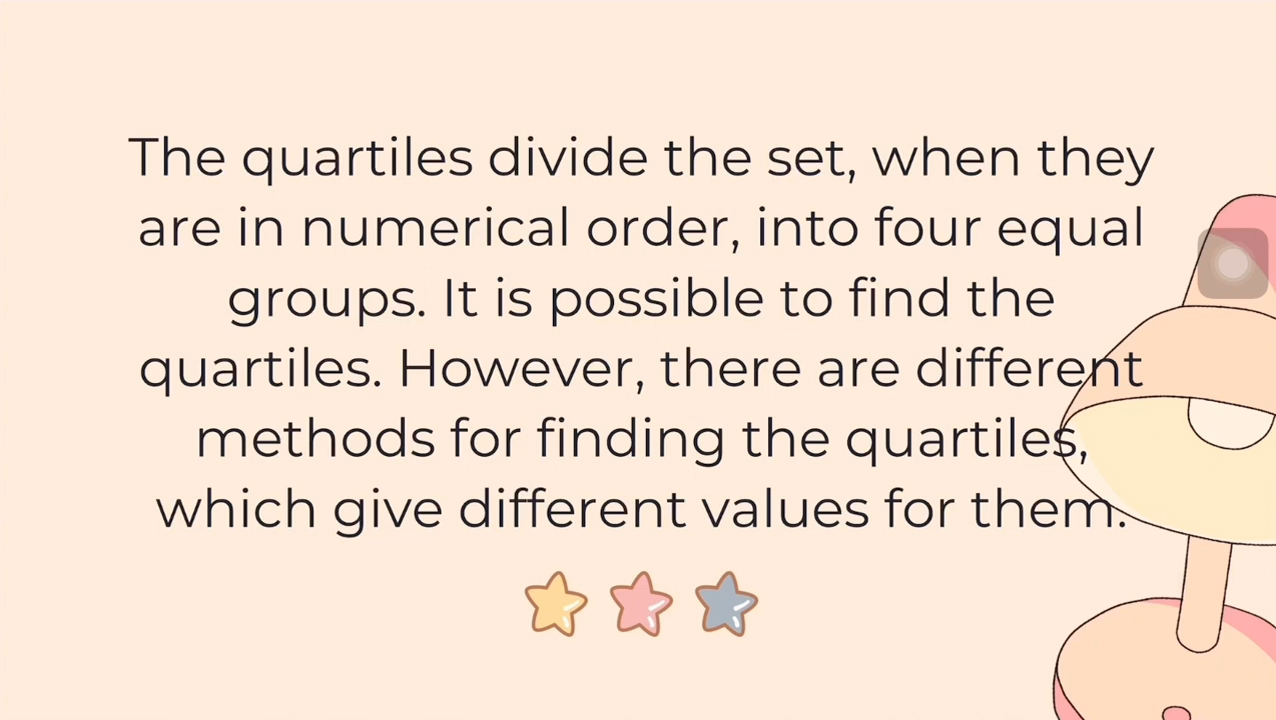 The quartiles divide the set, when they
are in numerical order, into four equal
groups. It is possible to find the
quartiles. However, there are different
methods for finding the quartiles,
which give different values for them.